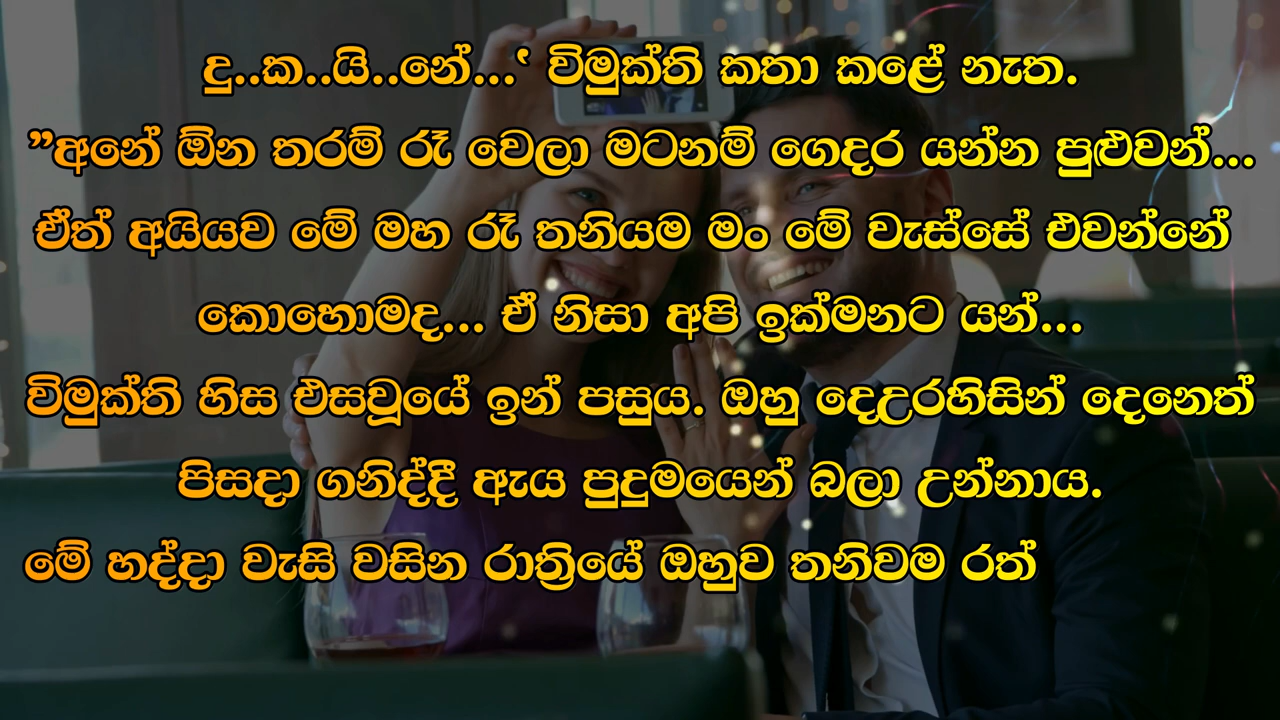 දු..ක..යි..නේ...‘ විමුක්ති කතා කළේ නැත.
”අනේ ඕන තරම් රෑ වෙලා මටනම් ගෙදර යන්න පුළුවන්...
ඒත් අයියව මේ මහ රෑ තනියම මං මේ වැස්සේ එවන්නේ
කොහොමද... ඒ නිසා අපි ඉක්මනට යන්...
විමුක්ති හිස එසවූයේ ඉන් පසුය. ඔහු දෙඋරහිසින් දෙනෙත්
පිසදා ගනිද්දී ඇය පුදුමයෙන් බලා උන්නාය.
මේ හද්දා වැසි වසින රාත්‍රියේ ඔහුව තනිවම රත්